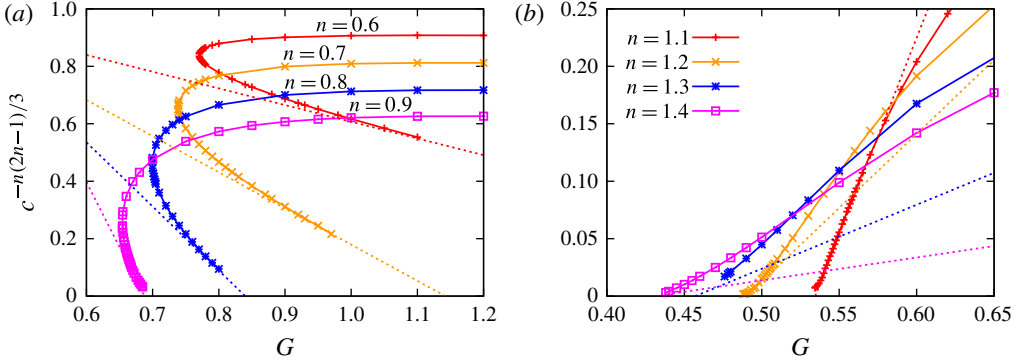 (a)
1.0
0.8
0.6
0.4
0.2
0
c^{-n(2n-1)/3}
n = 0.6
n = 0.7
n = 0.8
n = 0.9
0.6 0.7 0.8 0.9 1.0 1.1 1.2
G
(b)
0.25
0.20
0.15
0.10
0.05
0
n = 1.1
n = 1.2
n = 1.3
n = 1.4
0.40 0.45 0.50 0.55 0.60 0.65
G